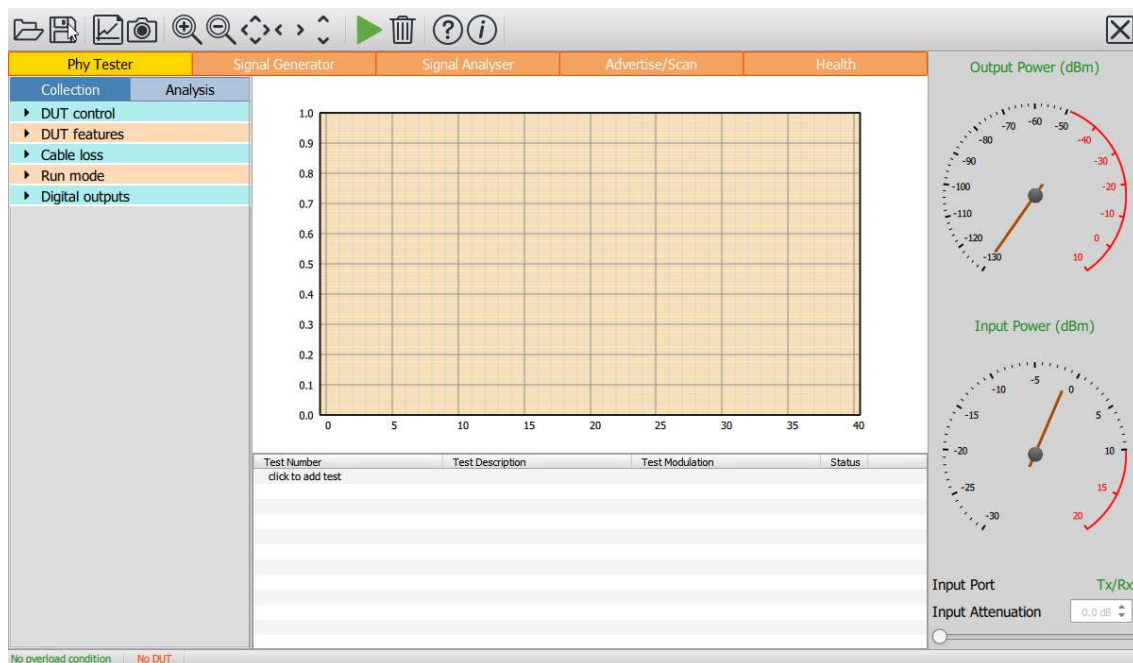 Phy Tester Signal Generator Signal Analyser Advertise/Scan Health
Collection Analysis
DUT control
DUT features
Cable loss
Run mode
Digital outputs
1.0
0.9
0.8
0.7
0.6
0.5
0.4
0.3
0.2
0.1
0.0
0 5 10 15 20 25 30 35 40
Test Number Test Description Test Modulation Status
click to add test
Output Power (dBm)
-130
-120
-110
-100
-90
-80
-70
-60
-50
-40
-30
-20
-10
0
10
Input Power (dBm)
-30
-25
-20
-15
-10
-5
0
5
10
15
20
Input Port Tx/Rx
Input Attenuation 0.0 dB
No overload condition No DUT